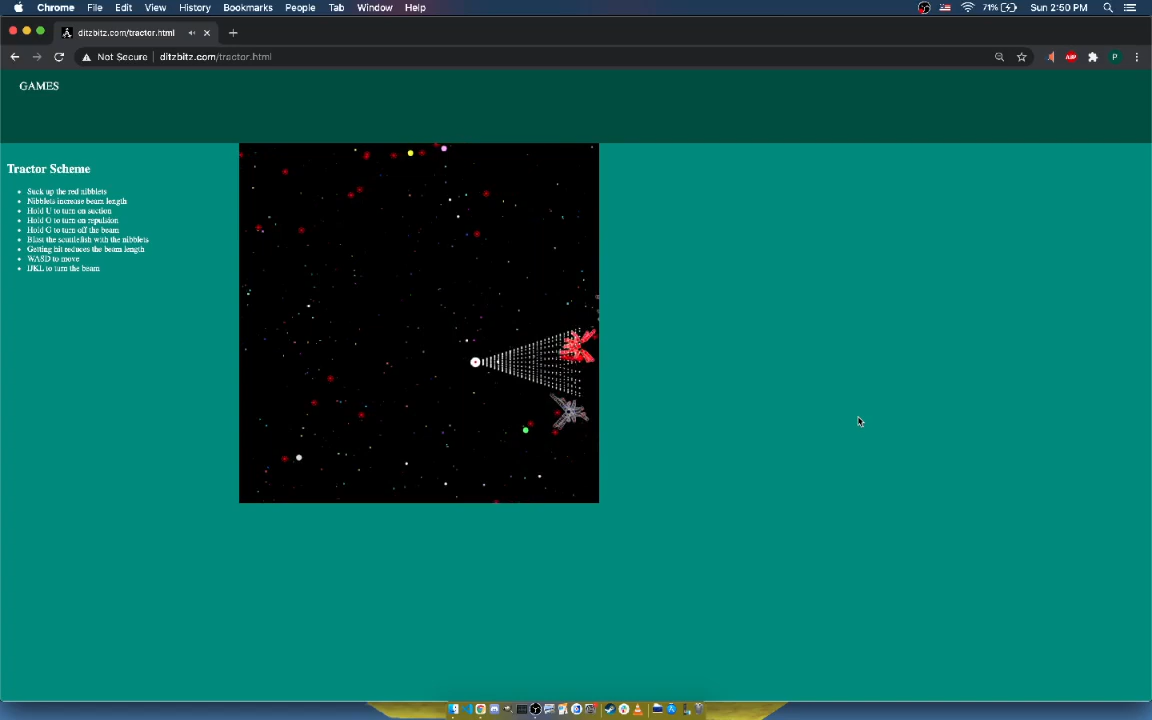 Chrome File Edit View History Bookmarks People Tab Window Help 71% Sun 2:50 PM
ditzbitz.com/tractor.html
Not Secure ditzbitz.com/tractor.html ABP P
GAMES
Tractor Scheme
Suck up the red nibblets
Nibblets increase beam length
Hold U to turn on suction
Hold O to turn on repulsion
Hold G to turn off the beam
Blast the scuttlefish with the nibblets
Getting hit reduces the beam length
WASD to move
IJKL to turn the beam